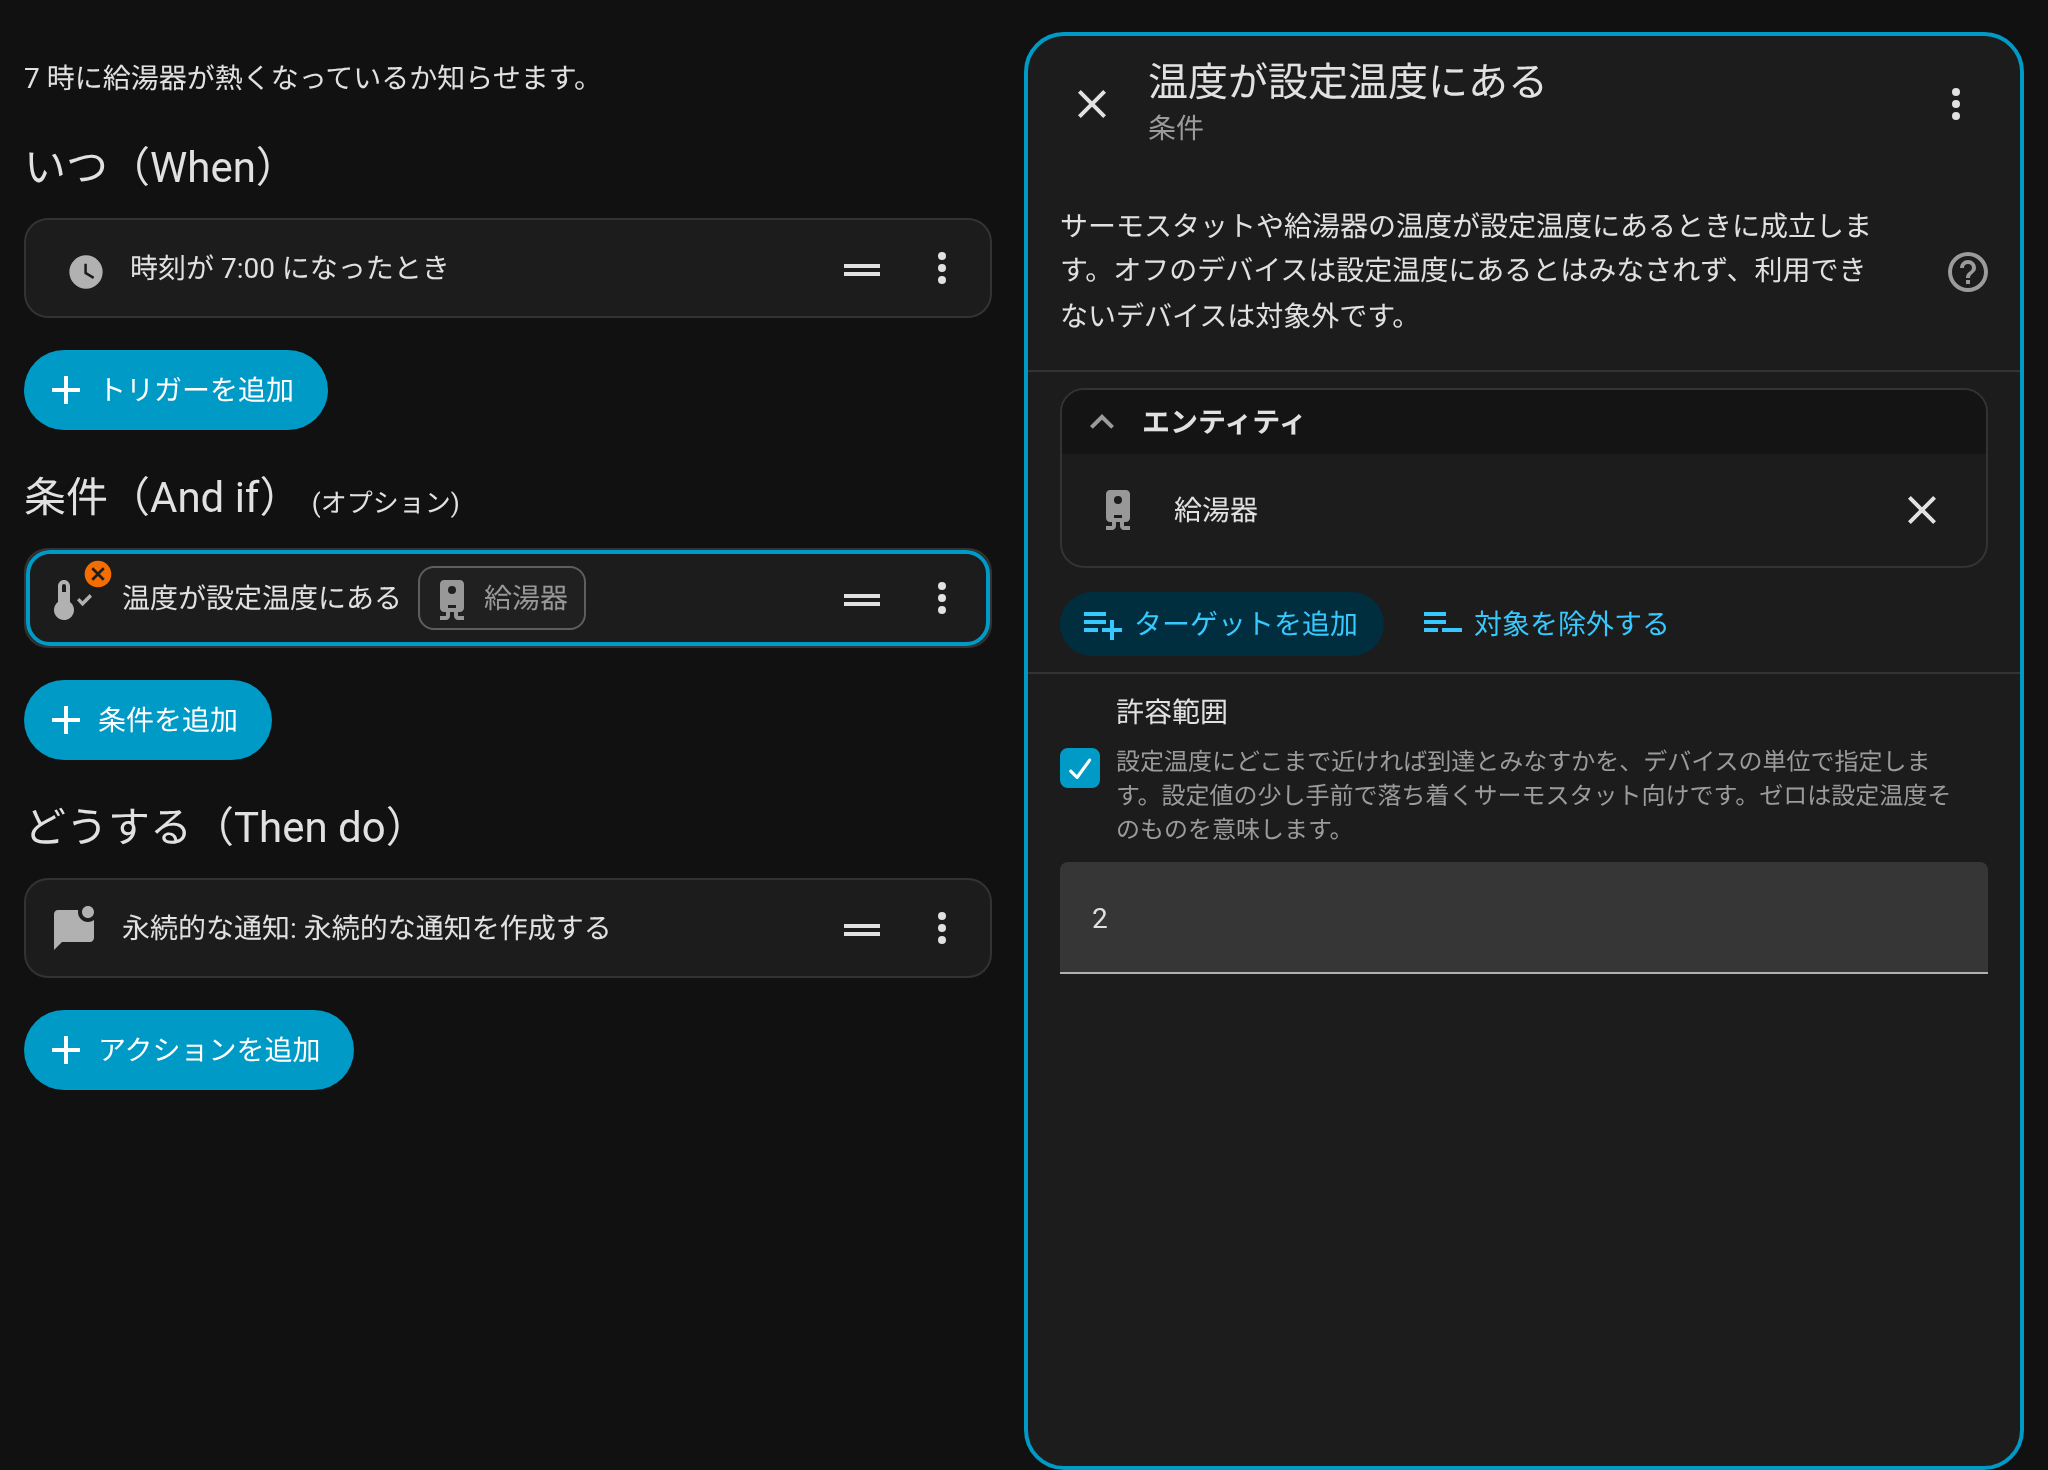 7 時に給湯器が熱くなっているか知らせます。
いつ（When）
時刻が 7:00 になったとき
トリガーを追加
条件（And if） (オプション)
温度が設定温度にある 給湯器
条件を追加
どうする（Then do）
永続的な通知: 永続的な通知を作成する
アクションを追加
温度が設定温度にある
条件
サーモスタットや給湯器の温度が設定温度にあるときに成立しま
す。オフのデバイスは設定温度にあるとはみなされず、利用でき
ないデバイスは対象外です。
エンティティ
給湯器
ターゲットを追加 対象を除外する
許容範囲
設定温度にどこまで近ければ到達とみなすかを、デバイスの単位で指定しま
す。設定値の少し手前で落ち着くサーモスタット向けです。ゼロは設定温度そ
のものを意味します。
2